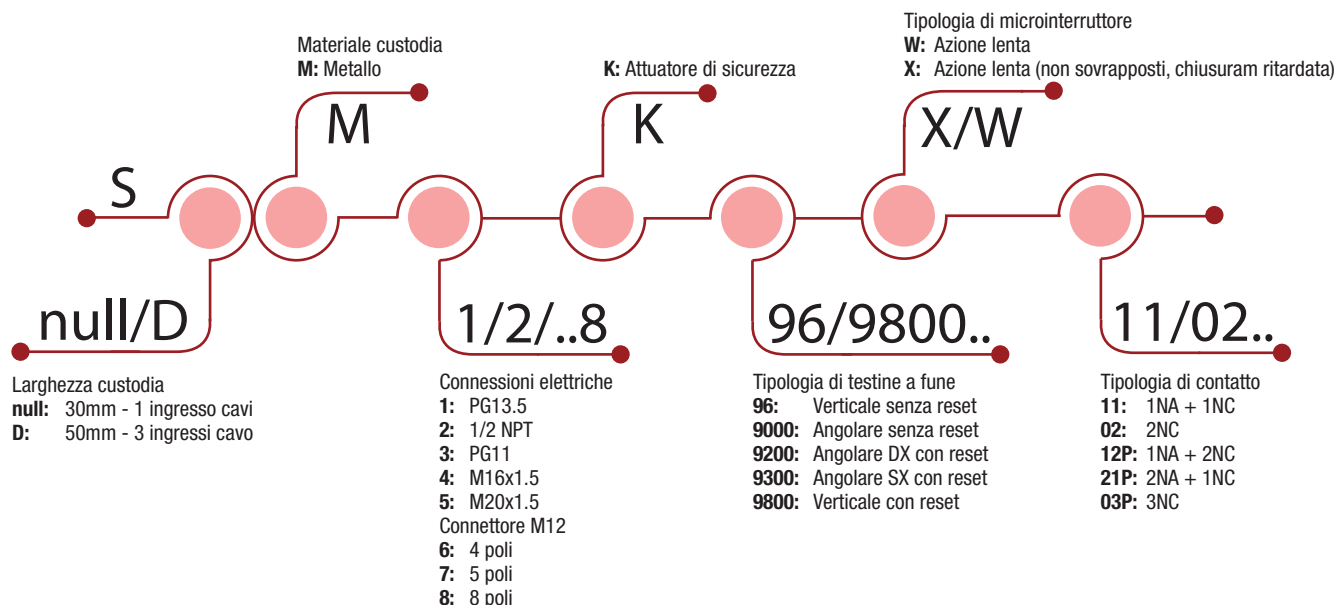 Tipologia di microinterruttore
Materiale custodia
W: Azione lenta
M: Metallo
K: Attuatore di sicurezza
X: Azione lenta (non sovrapposti, chiusuram ritardata)
M
K
X/W
S
null/D
1/2/..8
96/9800..
11/02..
Larghezza custodia
null: 30mm - 1 ingresso cavi
D: 50mm - 3 ingressi cavo
Connessioni elettriche
1: PG13.5
2: 1/2 NPT
3: PG11
4: M16x1.5
5: M20x1.5
Connettore M12
6: 4 poli
7: 5 poli
8: 8 poli
Tipologia di testine a fune
96: Verticale senza reset
9000: Angolare senza reset
9200: Angolare DX con reset
9300: Angolare SX con reset
9800: Verticale con reset
Tipologia di contatto
11: 1NA + 1NC
02: 2NC
12P: 1NA + 2NC
21P: 2NA + 1NC
03P: 3NC